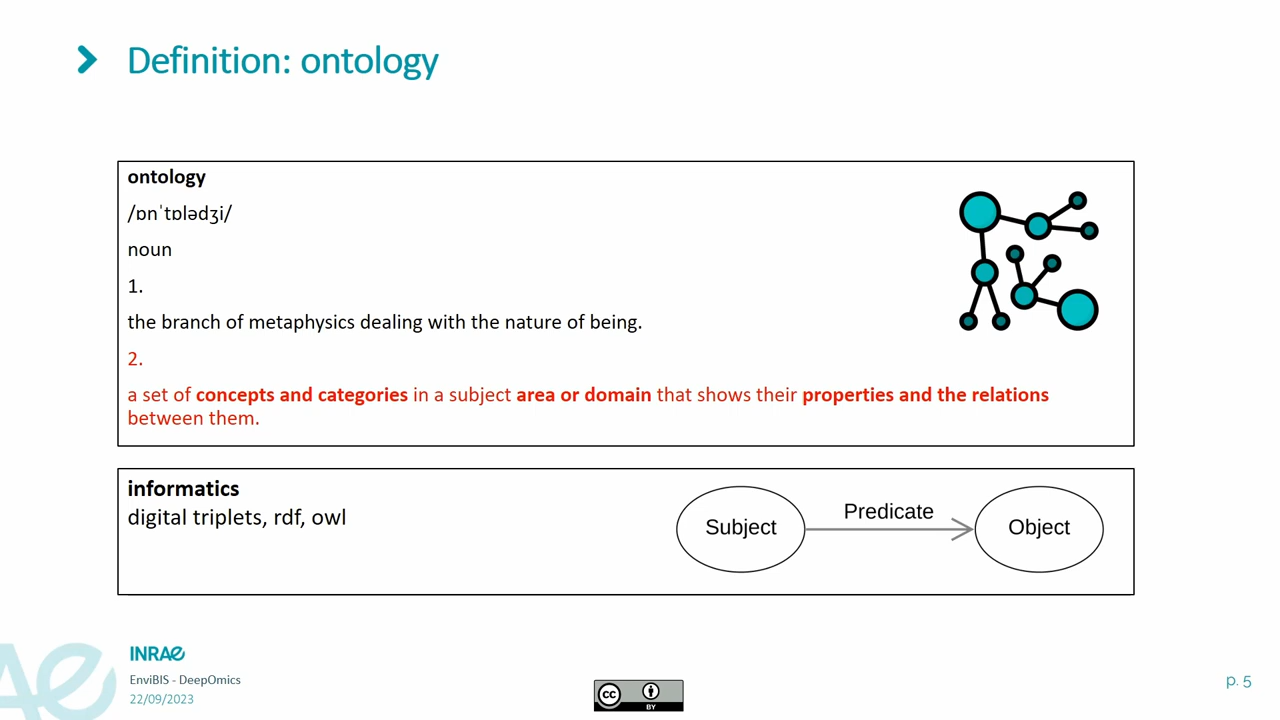 Definition: ontology
ontology
/ɒnˈtɒlədʒi/
noun
1.
the branch of metaphysics dealing with the nature of being.
2.
a set of concepts and categories in a subject area or domain that shows their properties and the relations
between them.
informatics
digital triplets, rdf, owl
Subject
Predicate
Object
INRAE
EnviBIS - DeepOmics
22/09/2023
cc
BY
p. 5